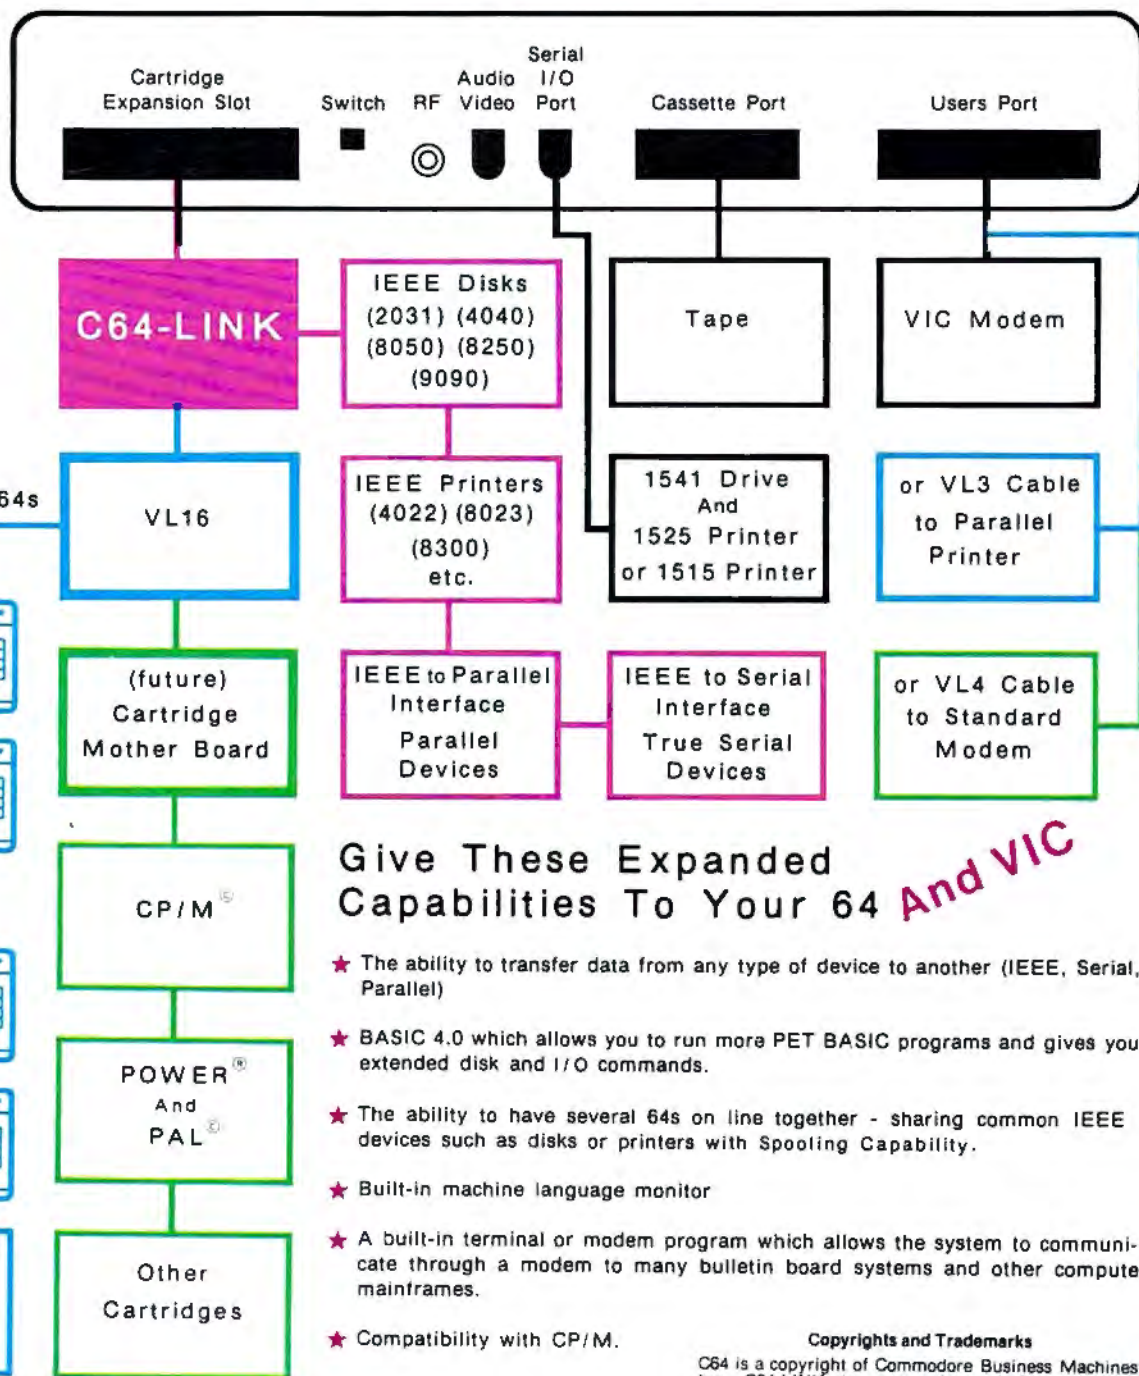 Cartridge
Expansion Slot
Switch
RF
Audio
Video
Serial
I/O
Port
Cassette Port
Users Port
C64-LINK
IEEE Disks
(2031) (4040)
(8050) (8250)
(9090)
Tape
VIC Modem
64s
VL16
IEEE Printers
(4022) (8023)
(8300)
etc.
1541 Drive
And
1525 Printer
or 1515 Printer
or VL3 Cable
to Parallel
Printer
(future)
Cartridge
Mother Board
IEEE to Parallel
Interface
Parallel
Devices
IEEE to Serial
Interface
True Serial
Devices
or VL4 Cable
to Standard
Modem
CP/M
POWER®
And
PAL©
Other
Cartridges
Give These Expanded
Capabilities To Your 64 And VIC
★ The ability to transfer data from any type of device to another (IEEE, Serial,
Parallel)
★ BASIC 4.0 which allows you to run more PET BASIC programs and gives you
extended disk and I/O commands.
★ The ability to have several 64s on line together - sharing common IEEE
devices such as disks or printers with Spooling Capability.
★ Built-in machine language monitor
★ A built-in terminal or modem program which allows the system to communi-
cate through a modem to many bulletin board systems and other compute
mainframes.
★ Compatibility with CP/M.
Copyrights and Trademarks
C64 is a copyright of Commodore Business Machines